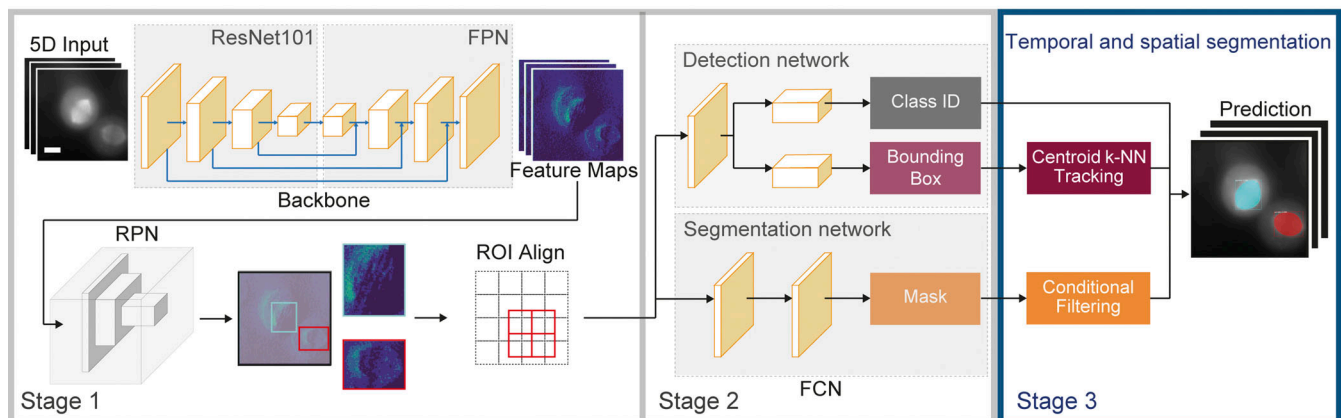 5D Input
ResNet101
FPN
Backbone
Feature Maps
RPN
ROI Align
Stage 1
Detection network
Class ID
Bounding
Box
Segmentation network
Mask
FCN
Stage 2
Temporal and spatial segmentation
Centroid k-NN
Tracking
Conditional
Filtering
Prediction
Stage 3